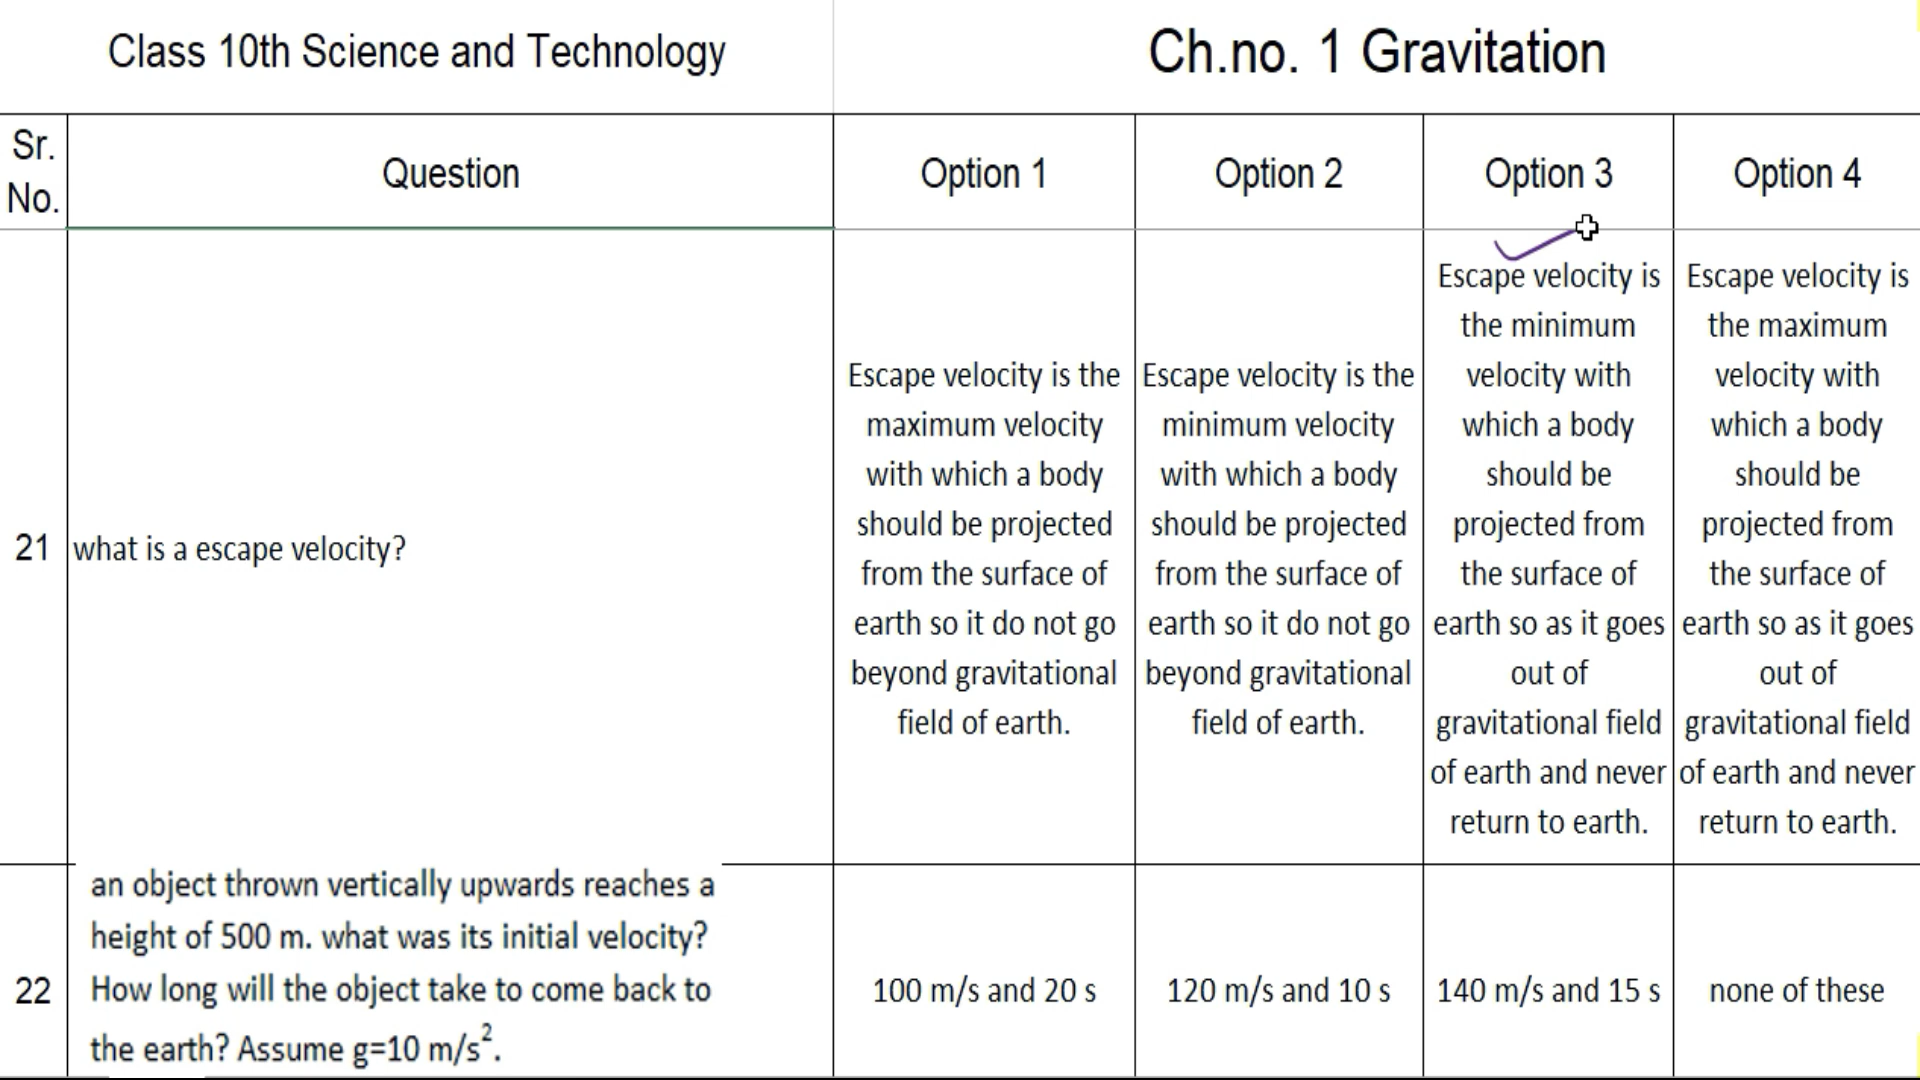 Class 10th Science and Technology
Ch.no. 1 Gravitation
Sr.
No.
Question
Option 1
Option 2
Option 3
Option 4
21
what is a escape velocity?
Escape velocity is the
maximum velocity
with which a body
should be projected
from the surface of
earth so it do not go
beyond gravitational
field of earth.
Escape velocity is the
minimum velocity
with which a body
should be projected
from the surface of
earth so it do not go
beyond gravitational
field of earth.
Escape velocity is
the minimum
velocity with
which a body
should be
projected from
the surface of
earth so as it goes
out of
gravitational field
of earth and never
return to earth.
Escape velocity is
the maximum
velocity with
which a body
should be
projected from
the surface of
earth so as it goes
out of
gravitational field
of earth and never
return to earth.
22
an object thrown vertically upwards reaches a
height of 500 m. what was its initial velocity?
How long will the object take to come back to
the earth? Assume g=10 m/s².
100 m/s and 20 s
120 m/s and 10 s
140 m/s and 15 s
none of these